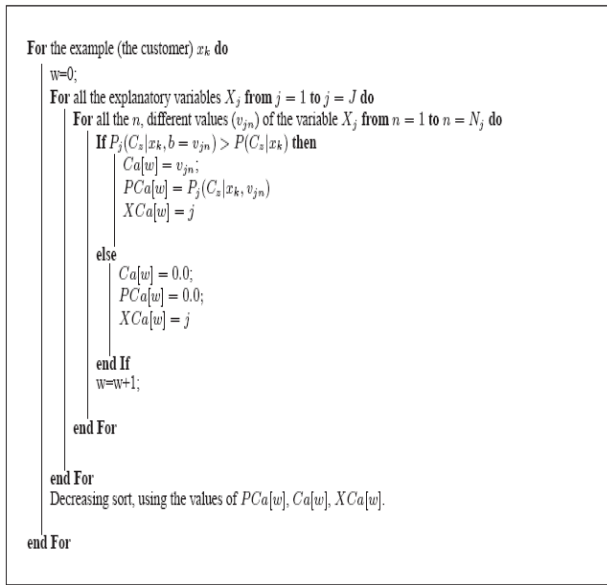 For the example (the customer) x_k do
w=0;
For all the explanatory variables X_j from j = 1 to j = J do
For all the n, different values (v_jn) of the variable X_j from n = 1 to n = N_j do
If P_j(C_z|x_k, b = v_jn) > P(C_z|x_k) then
Ca[w] = v_jn;
PCa[w] = P_j(C_z|x_k, v_jn)
XCa[w] = j
else
Ca[w] = 0.0;
PCa[w] = 0.0;
XCa[w] = j
end If
w=w+1;
end For
end For
Decreasing sort, using the values of PCa[w], Ca[w], XCa[w].
end For